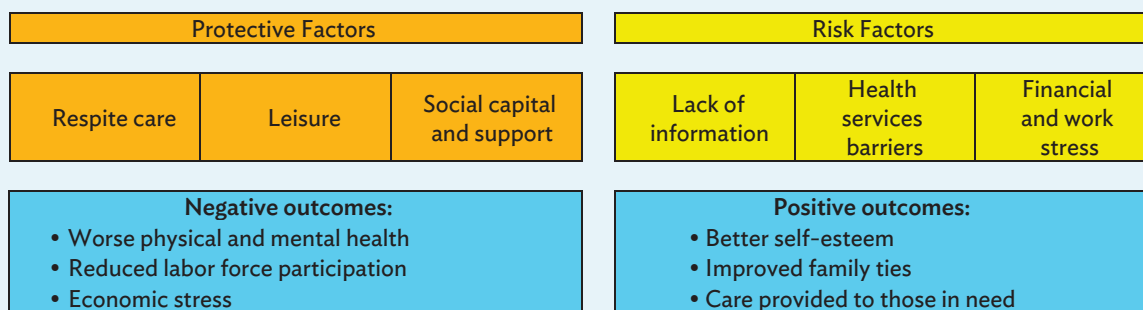 Protective Factors
Risk Factors
Respite care
Leisure
Social capital
and support
Lack of
information
Health
services
barriers
Financial
and work
stress
Negative outcomes:
• Worse physical and mental health
• Reduced labor force participation
• Economic stress
Positive outcomes:
• Better self-esteem
• Improved family ties
• Care provided to those in need